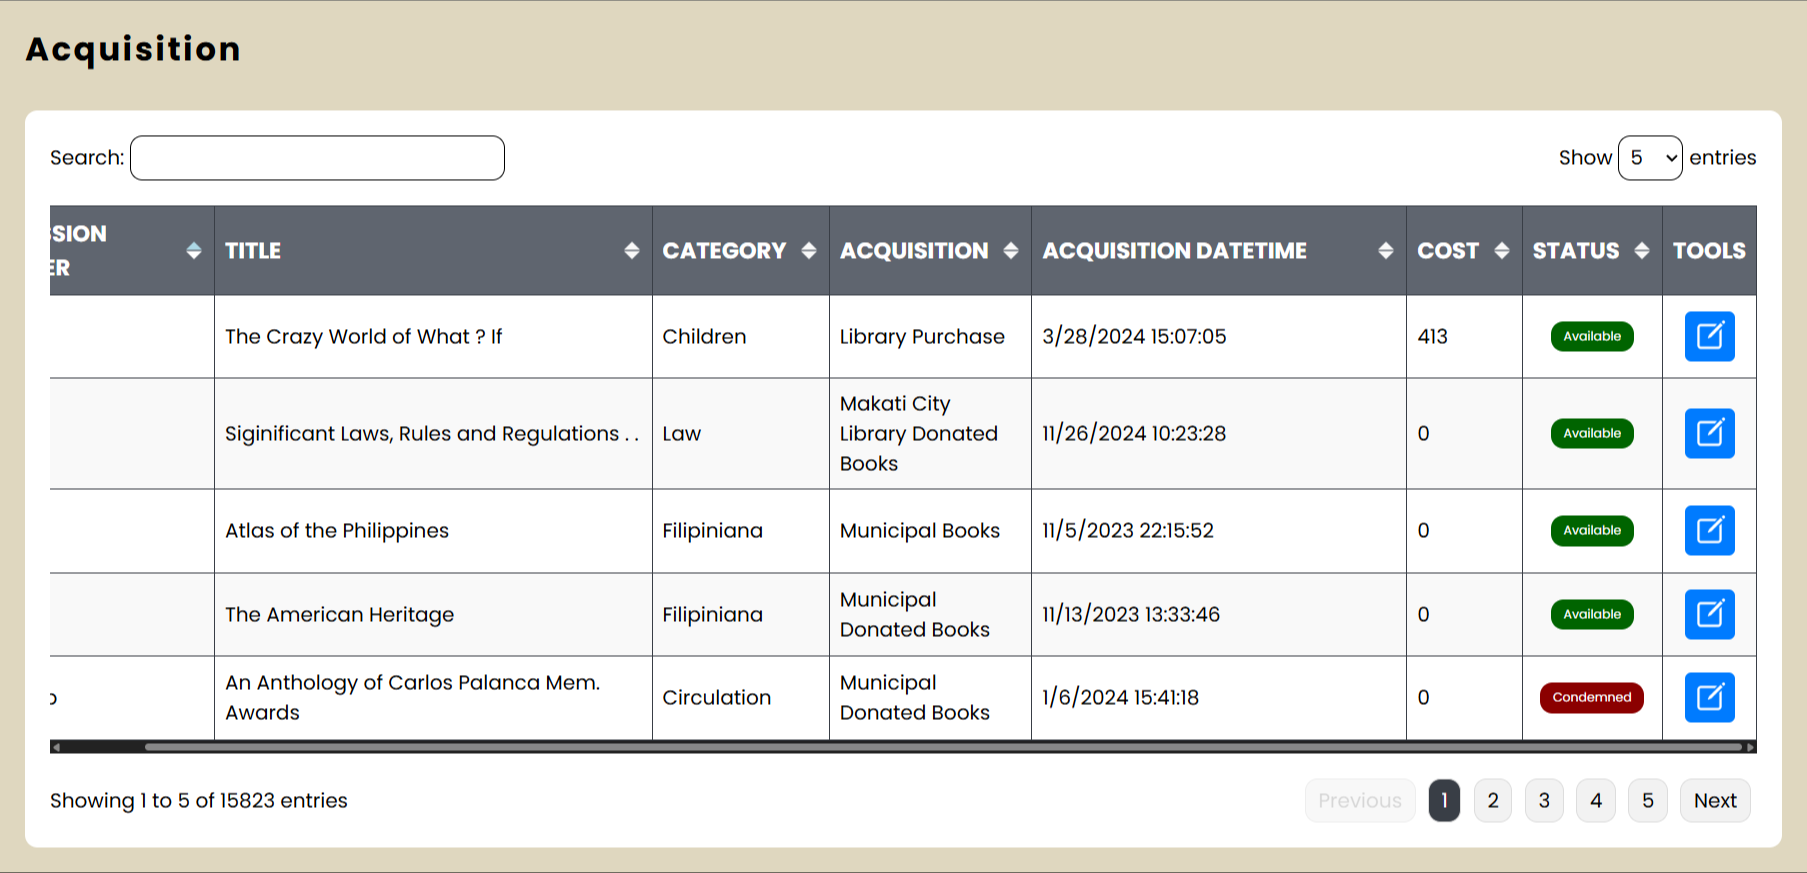 Acquisition
Search:
Show 5 entries
SSION
ER
TITLE
CATEGORY
ACQUISITION
ACQUISITION DATETIME
COST
STATUS
TOOLS
The Crazy World of What ? If
Children
Library Purchase
3/28/2024 15:07:05
413
Available
Siginificant Laws, Rules and Regulations . .
Law
Makati City
Library Donated
Books
11/26/2024 10:23:28
0
Available
Atlas of the Philippines
Filipiniana
Municipal Books
11/5/2023 22:15:52
0
Available
The American Heritage
Filipiniana
Municipal
Donated Books
11/13/2023 13:33:46
0
Available
An Anthology of Carlos Palanca Mem.
Awards
Circulation
Municipal
Donated Books
1/6/2024 15:41:18
0
Condemned
Showing 1 to 5 of 15823 entries
Previous 1 2 3 4 5 Next